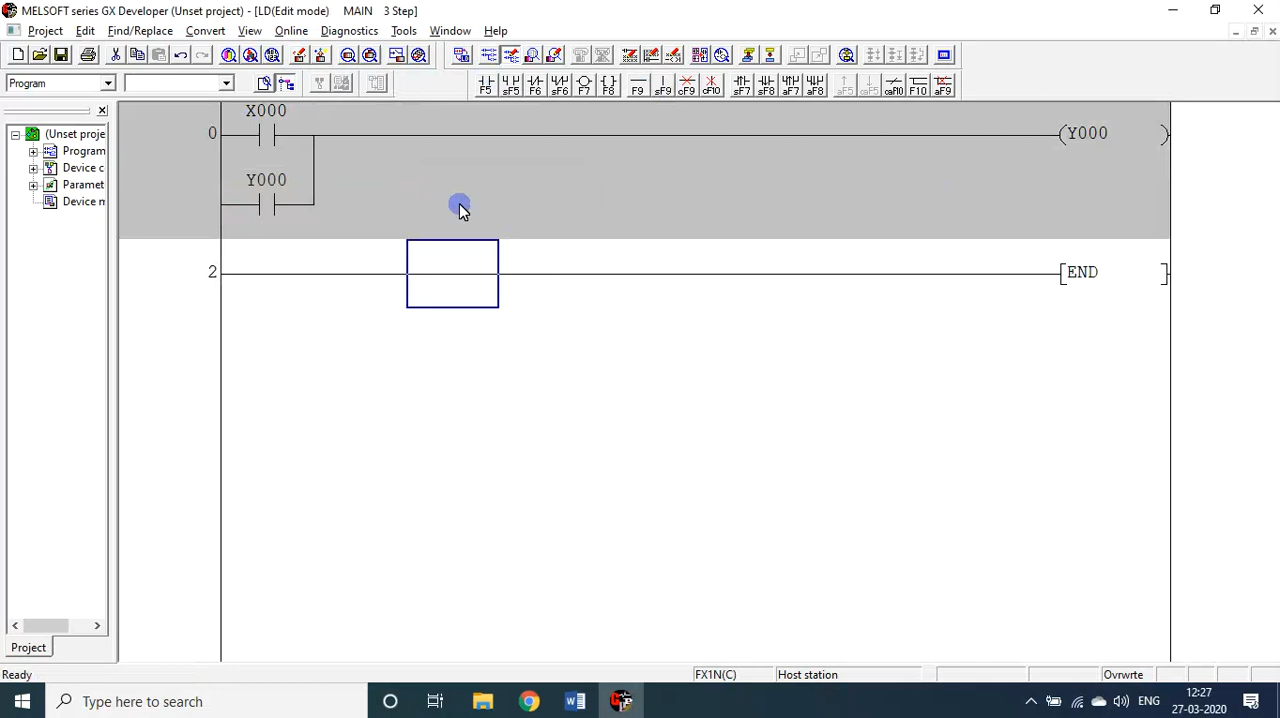 MELSOFT series GX Developer (Unset project) - [LD(Edit mode) MAIN 3 Step]
Project Edit Find/Replace Convert View Online Diagnostics Tools Window Help
Program
F5 sF5 F6 sF6 F7 F8 F9 sF9 cF9 cF10 sF7 sF8 aF7 aF8 aF5 caF5 caF10 F10 aF9
X000
0 Y000
Y000
2 END
(Unset proje
Program
Device c
Paramet
Device m
Project
Ready FX1N(C) Host station Ovrwrte
Type here to search
ENG
12:27
27-03-2020